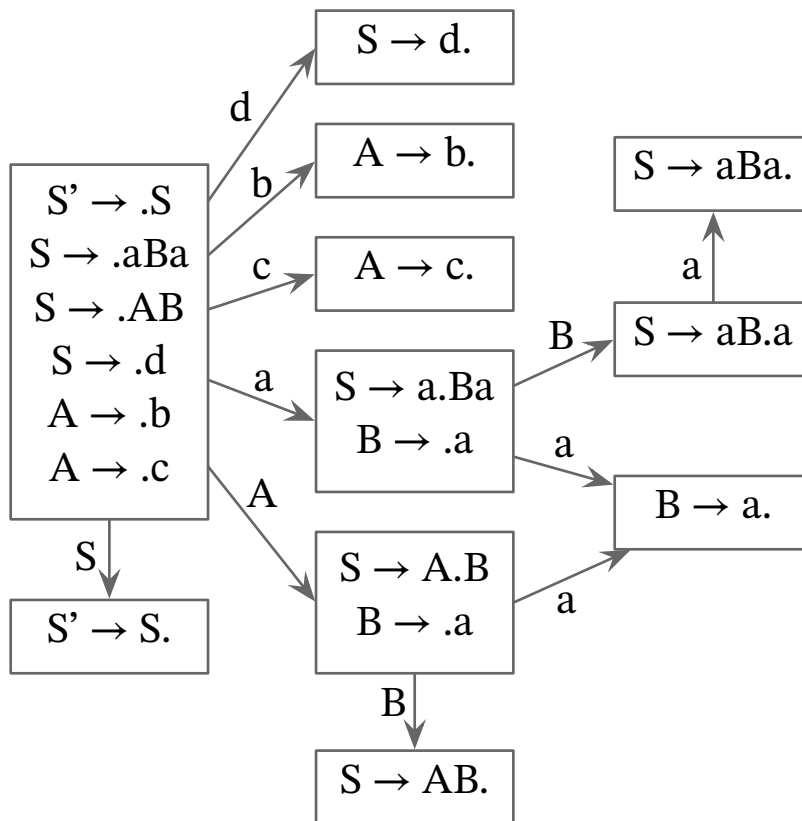 S → d.
d
A → b.
b
S → aBa.
S’ → .S
S → .aBa
S → .AB
S → .d
A → .b
A → .c
c
A → c.
a
B
S → aB.a
a
S → a.Ba
B → .a
a
A
B → a.
S
S → A.B
B → .a
a
S’ → S.
B
S → AB.